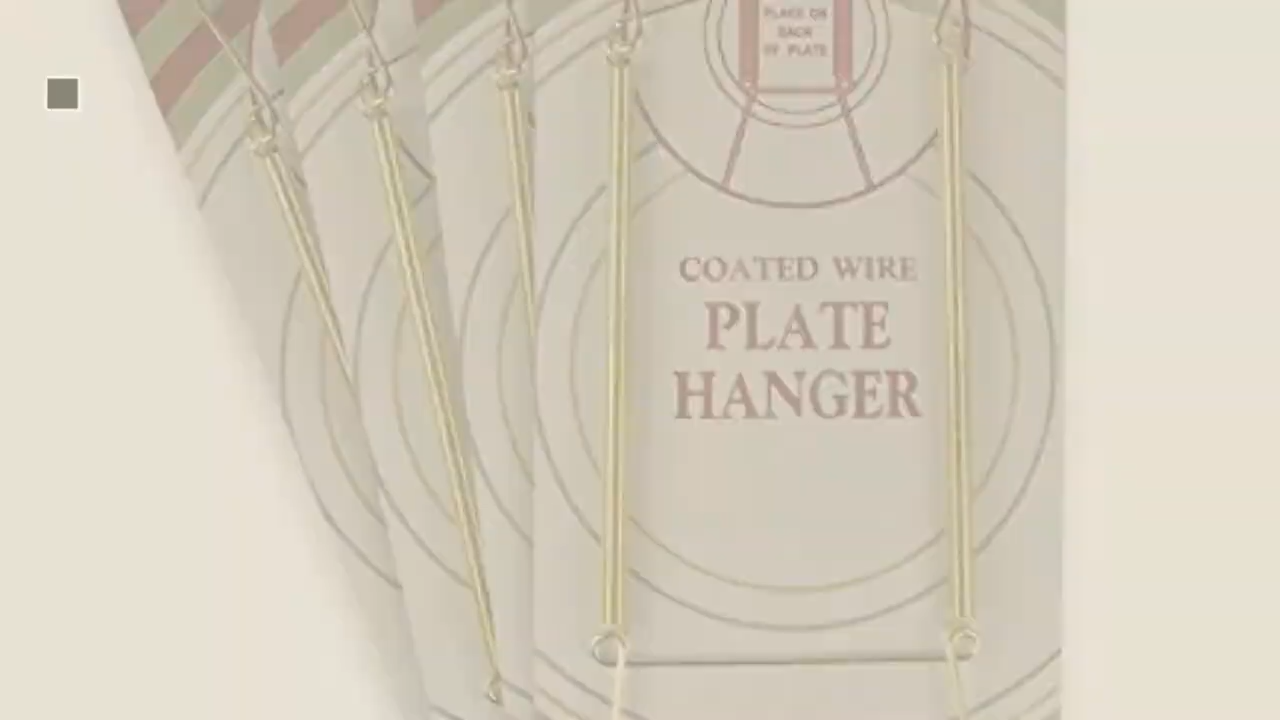 PLACE ON
BACK
OF PLATE
COATED WIRE
PLATE
HANGER